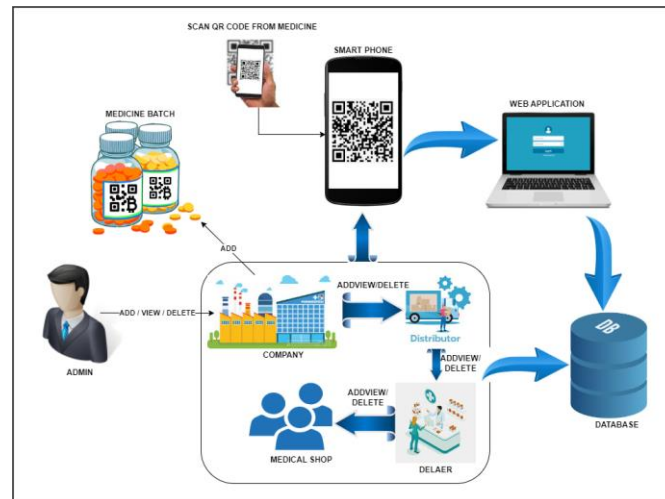 SCAN QR CODE FROM MEDICINE
SMART PHONE
WEB APPLICATION
MEDICINE BATCH
ADD
ADD / VIEW / DELETE
ADMIN
COMPANY
ADDVIEW/DELETE
Distributor
ADDVIEW/
DELETE
ADDVIEW/
DELETE
MEDICAL SHOP
DELAER
DB
DATABASE